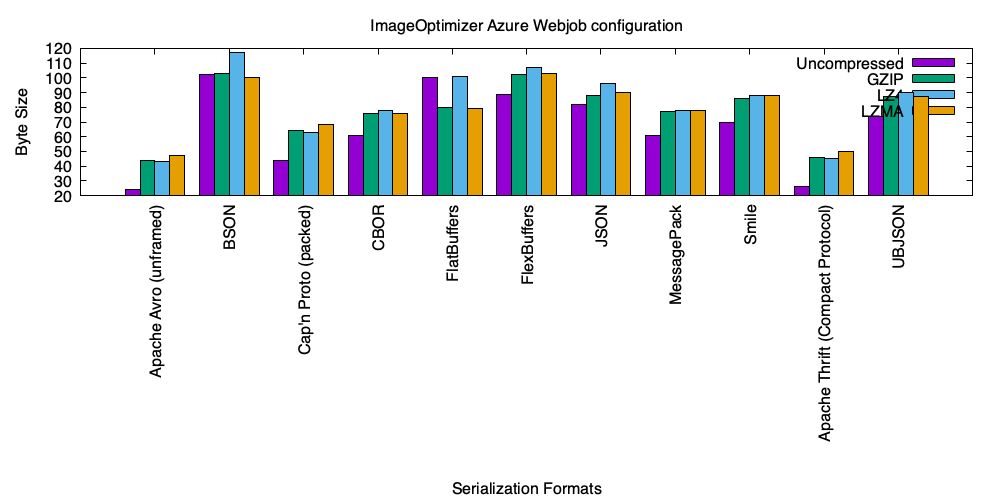 ImageOptimizer Azure Webjob configuration
120
110
100
90
80
70
60
50
40
30
20
Byte Size
Uncompressed
GZIP
LZ4
LZMA
Apache Avro (unframed)
BSON
Cap'n Proto (packed)
CBOR
FlatBuffers
FlexBuffers
JSON
MessagePack
Smile
Apache Thrift (Compact Protocol)
UBJSON
Serialization Formats